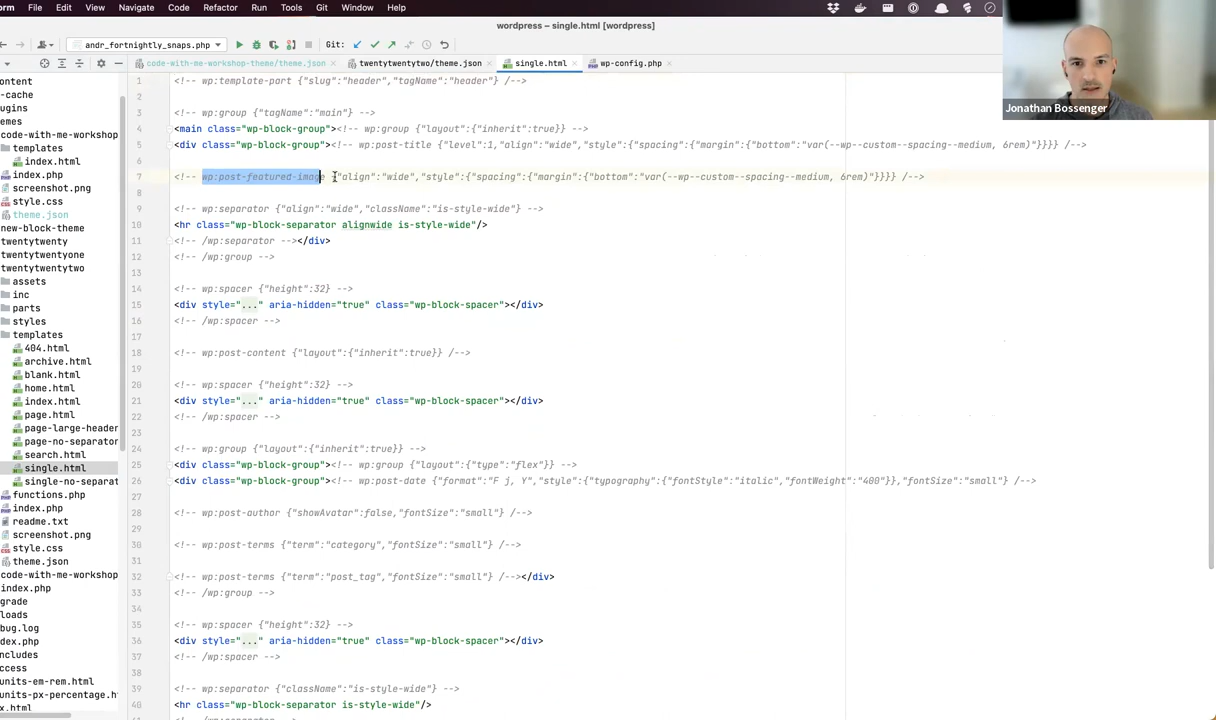 orm File Edit View Navigate Code Refactor Run Tools Git Window Help
wordpress – single.html [wordpress]
andr_fortnightly_snaps.php Git:
code-with-me-workshop-theme/theme.json twentytwentytwo/theme.json single.html wp-config.php
Jonathan Bossenger
ontent
-cache
ugins
emes
code-with-me-workshop
templates
index.html
index.php
screenshot.png
style.css
theme.json
new-block-theme
twentytwenty
twentytwentyone
twentytwentytwo
assets
inc
parts
styles
templates
404.html
archive.html
blank.html
home.html
index.html
page.html
page-large-header
page-no-separator
search.html
single.html
single-no-separat
functions.php
index.php
readme.txt
screenshot.png
style.css
theme.json
code-with-me-workshop
index.php
grade
loads
bug.log
dex.php
ncludes
ccess
units-em-rem.html
units-px-percentage.h
x.html
1 <!-- wp:template-part {"slug":"header","tagName":"header"} /-->
2
3 <!-- wp:group {"tagName":"main"} -->
4 <main class="wp-block-group"><!-- wp:group {"layout":{"inherit":true}} -->
5 <div class="wp-block-group"><!-- wp:post-title {"level":1,"align":"wide","style":{"spacing":{"margin":{"bottom":"var(--wp--custom--spacing--medium, 6rem)"}}}} /-->
6
7 <!-- wp:post-featured-image {"align":"wide","style":{"spacing":{"margin":{"bottom":"var(--wp--custom--spacing--medium, 6rem)"}}}} /-->
8
9 <!-- wp:separator {"align":"wide","className":"is-style-wide"} -->
10 <hr class="wp-block-separator alignwide is-style-wide"/>
11 <!-- /wp:separator --></div>
12 <!-- /wp:group -->
13
14 <!-- wp:spacer {"height":32} -->
15 <div style="..." aria-hidden="true" class="wp-block-spacer"></div>
16 <!-- /wp:spacer -->
17
18 <!-- wp:post-content {"layout":{"inherit":true}} /-->
19
20 <!-- wp:spacer {"height":32} -->
21 <div style="..." aria-hidden="true" class="wp-block-spacer"></div>
22 <!-- /wp:spacer -->
23
24 <!-- wp:group {"layout":{"inherit":true}} -->
25 <div class="wp-block-group"><!-- wp:group {"layout":{"type":"flex"}} -->
26 <div class="wp-block-group"><!-- wp:post-date {"format":"F j, Y","style":{"typography":{"fontStyle":"italic","fontWeight":"400"}},"fontSize":"small"} /-->
27
28 <!-- wp:post-author {"showAvatar":false,"fontSize":"small"} /-->
29
30 <!-- wp:post-terms {"term":"category","fontSize":"small"} /-->
31
32 <!-- wp:post-terms {"term":"post_tag","fontSize":"small"} /--></div>
33 <!-- /wp:group -->
34
35 <!-- wp:spacer {"height":32} -->
36 <div style="..." aria-hidden="true" class="wp-block-spacer"></div>
37 <!-- /wp:spacer -->
38
39 <!-- wp:separator {"className":"is-style-wide"} -->
40 <hr class="wp-block-separator is-style-wide"/>
<!-- /wp:separator -->